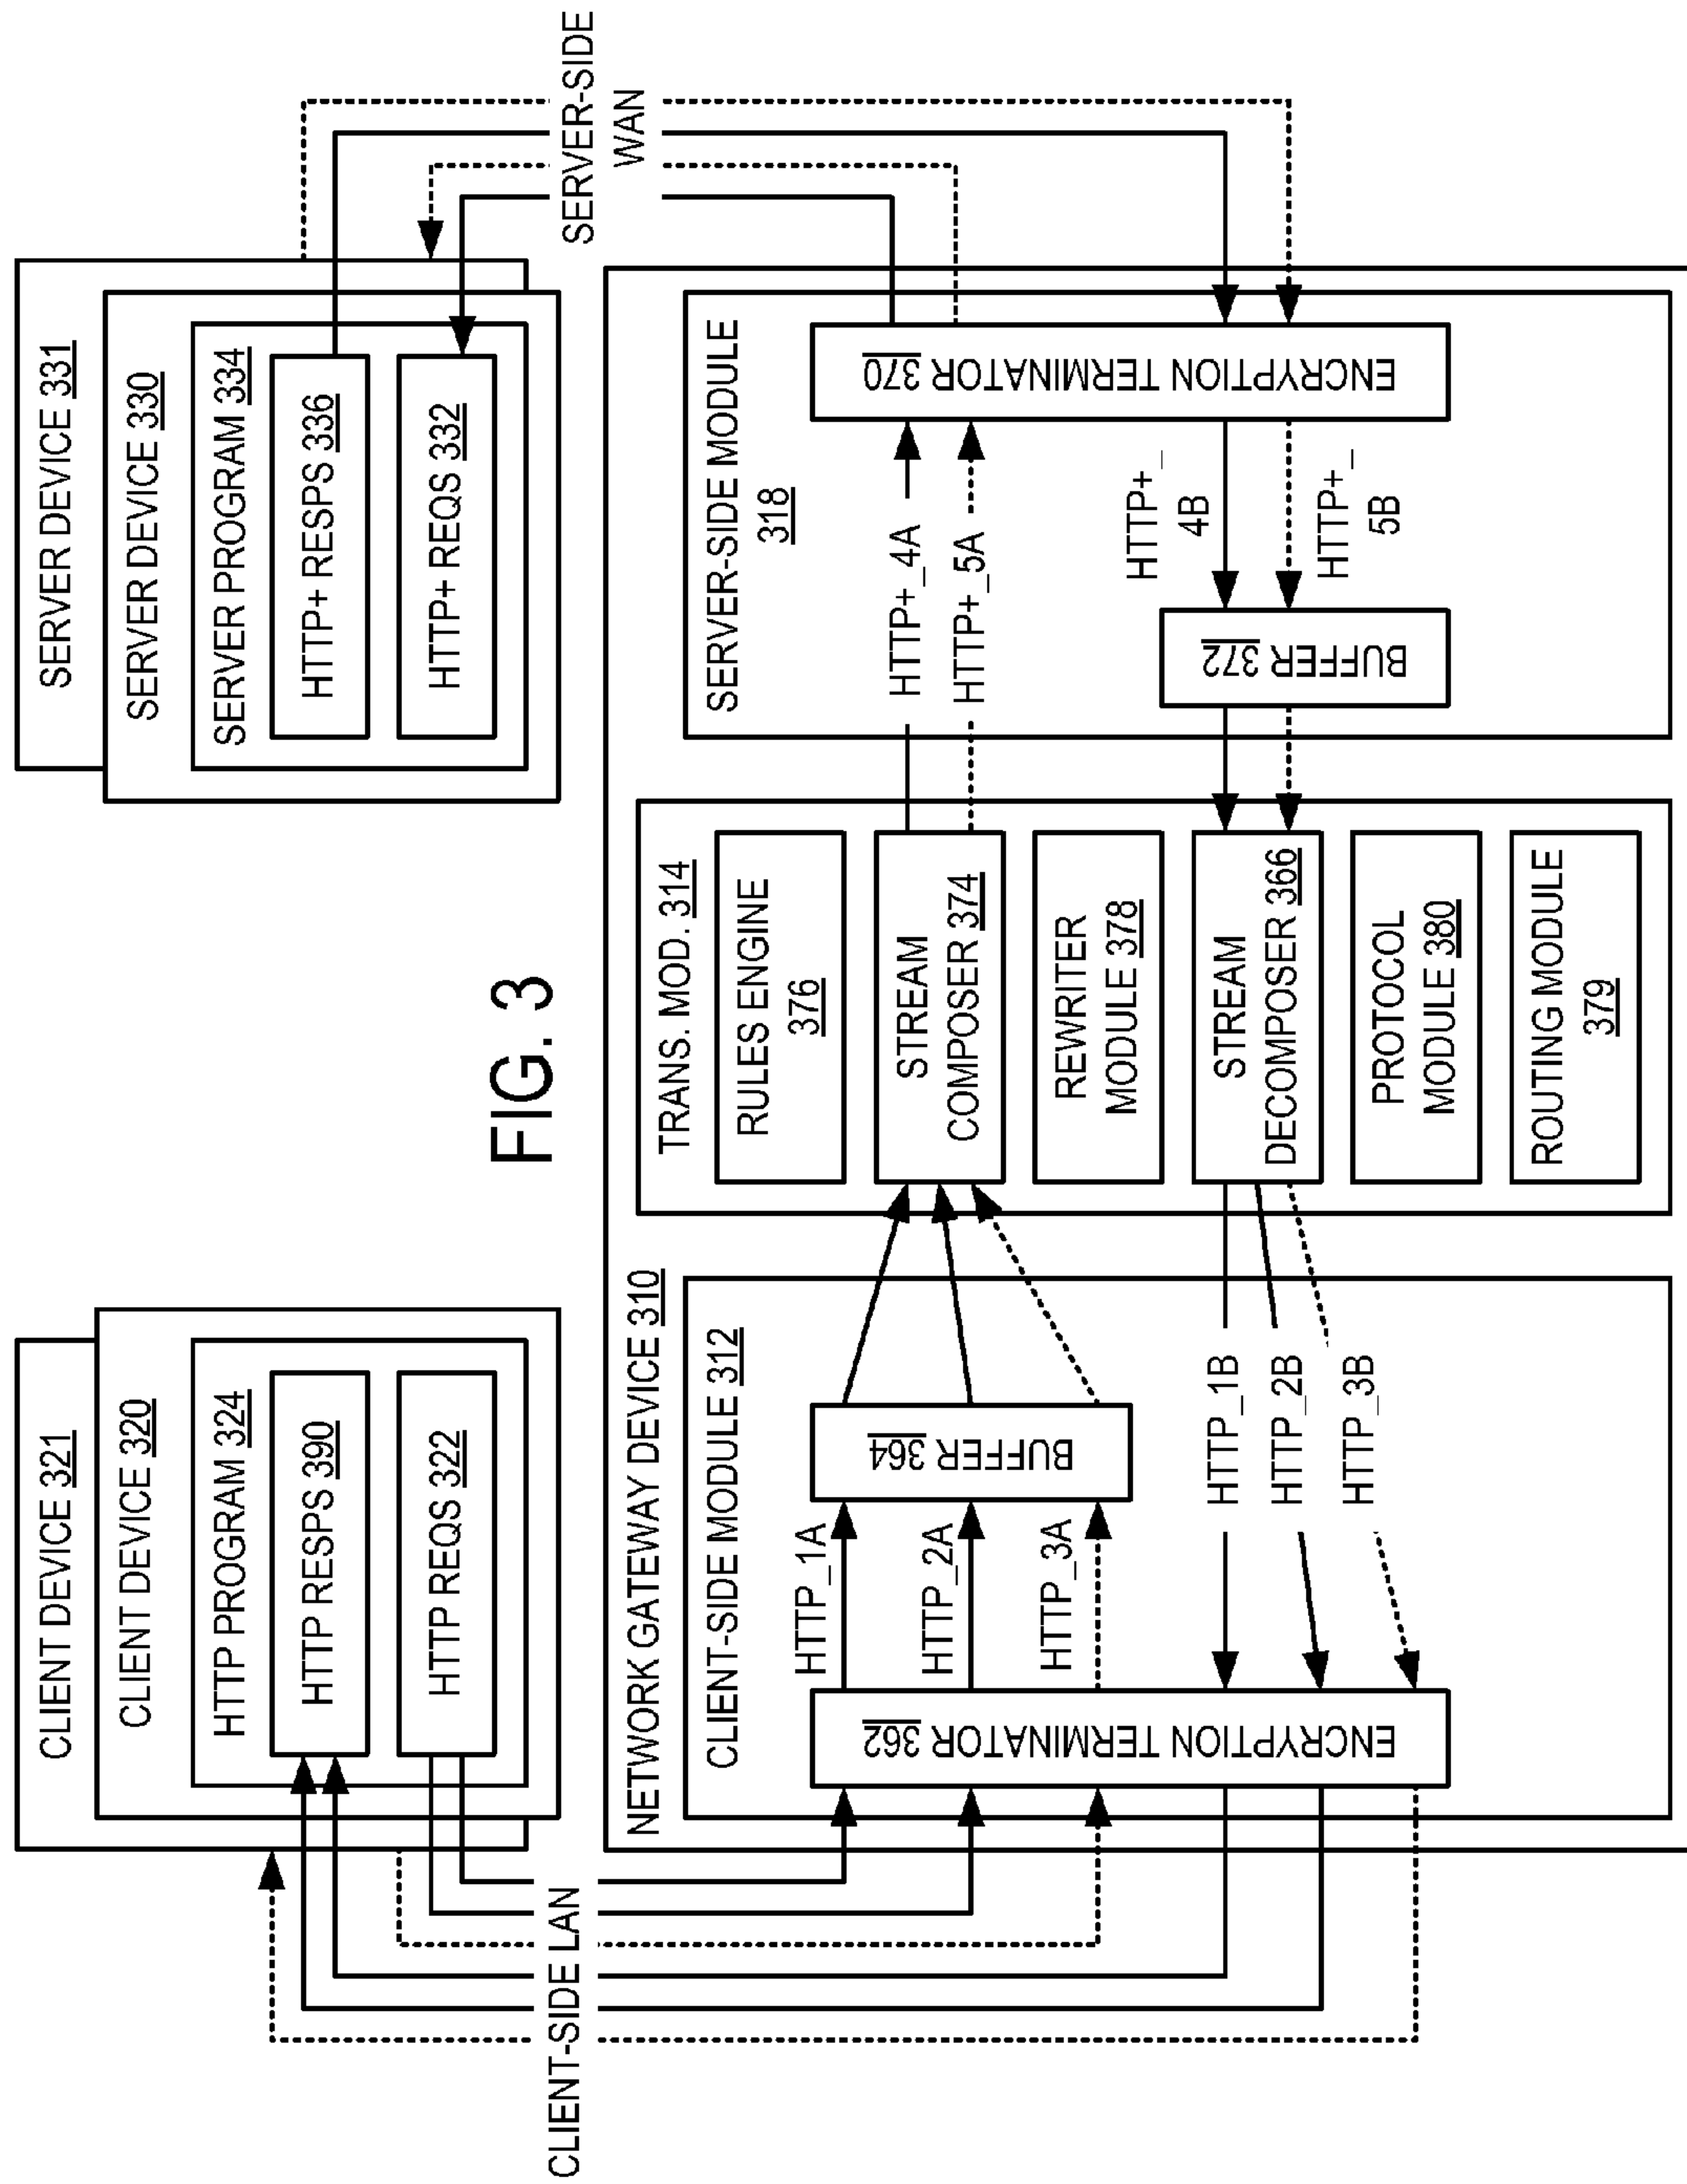 CLIENT DEVICE 321
CLIENT DEVICE 320
HTTP PROGRAM 324
HTTP RESPS 390
HTTP REQS 322
SERVER DEVICE 331
SERVER DEVICE 330
SERVER PROGRAM 334
HTTP+ RESPS 336
HTTP+ REQS 332
FIG. 3
CLIENT-SIDE LAN
SERVER-SIDE
WAN
NETWORK GATEWAY DEVICE 310
CLIENT-SIDE MODULE 312
ENCRYPTION TERMINATOR 362
HTTP_1A
HTTP_2A
HTTP_3A
BUFFER 364
HTTP_1B
HTTP_2B
HTTP_3B
TRANS. MOD. 314
RULES ENGINE
376
STREAM
COMPOSER 374
REWRITER
MODULE 378
STREAM
DECOMPOSER 366
PROTOCOL
MODULE 380
ROUTING MODULE
379
SERVER-SIDE MODULE
318
HTTP+_4A
HTTP+_5A
HTTP+_
4B
HTTP+_
5B
BUFFER 372
ENCRYPTION TERMINATOR 370